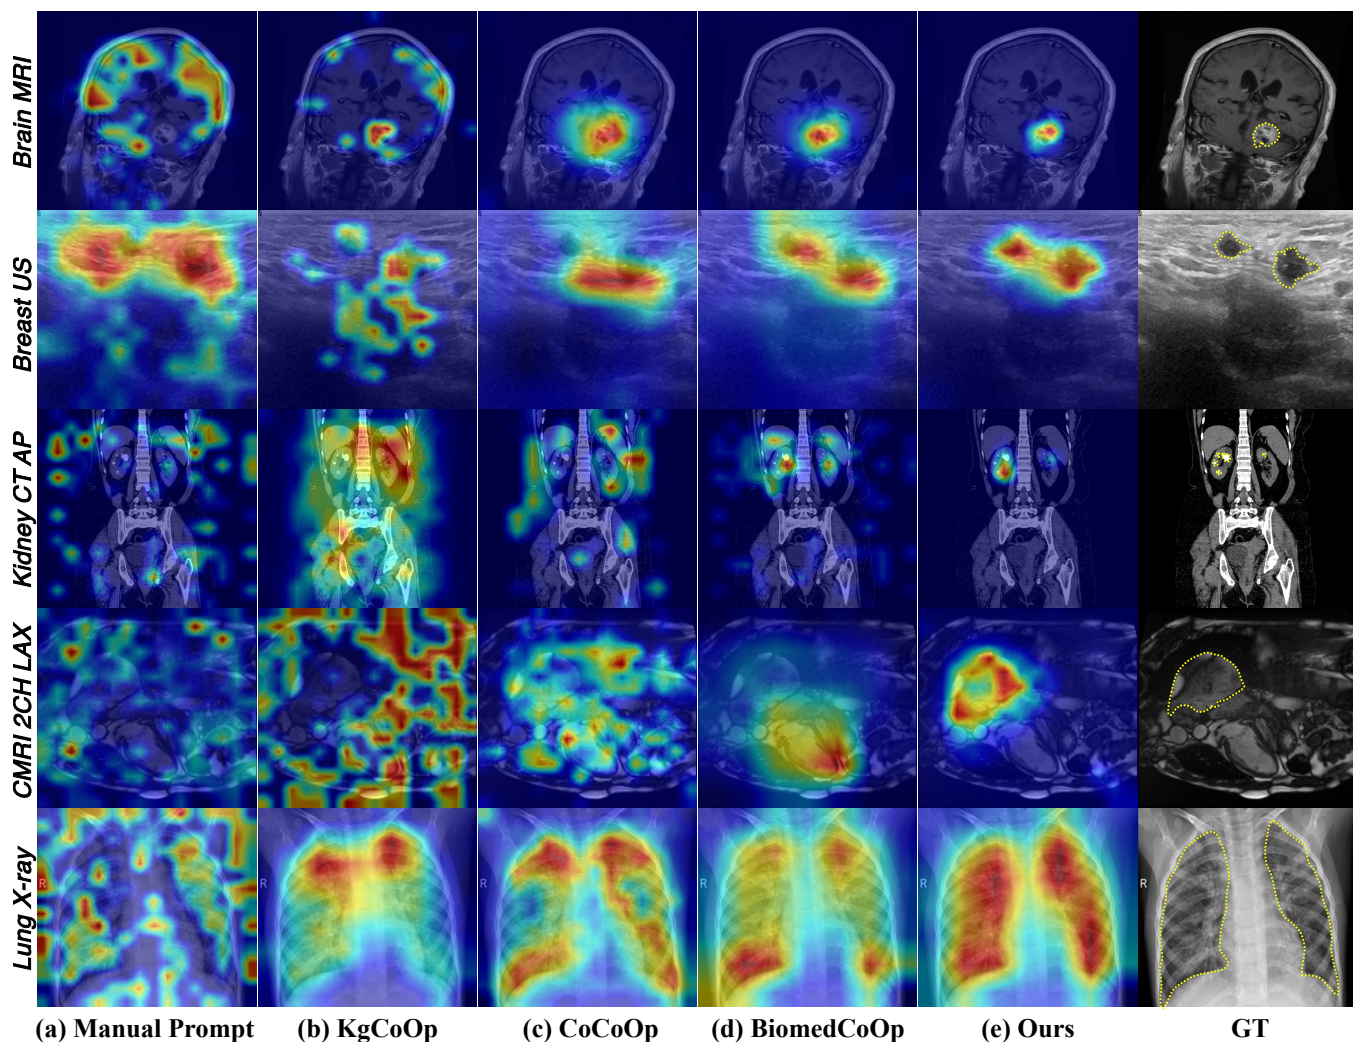 Brain MRI
Breast US
Kidney CT AP
CMRI 2CH LAX
Lung X-ray
R
R
R
R
R
R
(a) Manual Prompt
(b) KgCoOp
(c) CoCoOp
(d) BiomedCoOp
(e) Ours
GT